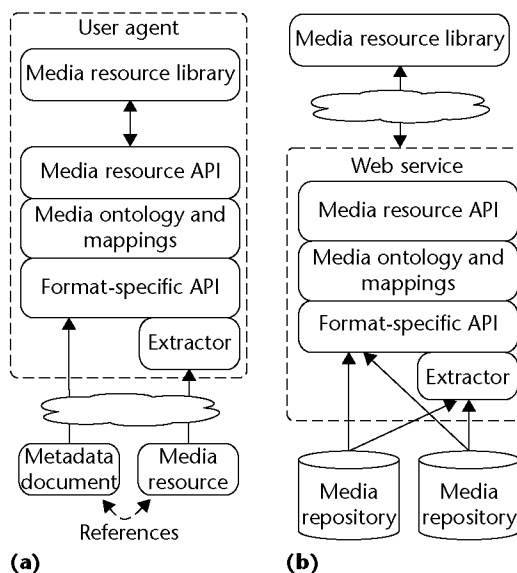 User agent
Media resource library
Media resource API
Media ontology and
mappings
Format-specific API
Extractor
Metadata
document
Media
resource
References
(a)
Media resource library
Web service
Media resource API
Media ontology and
mappings
Format-specific API
Extractor
Media
repository
Media
repository
(b)